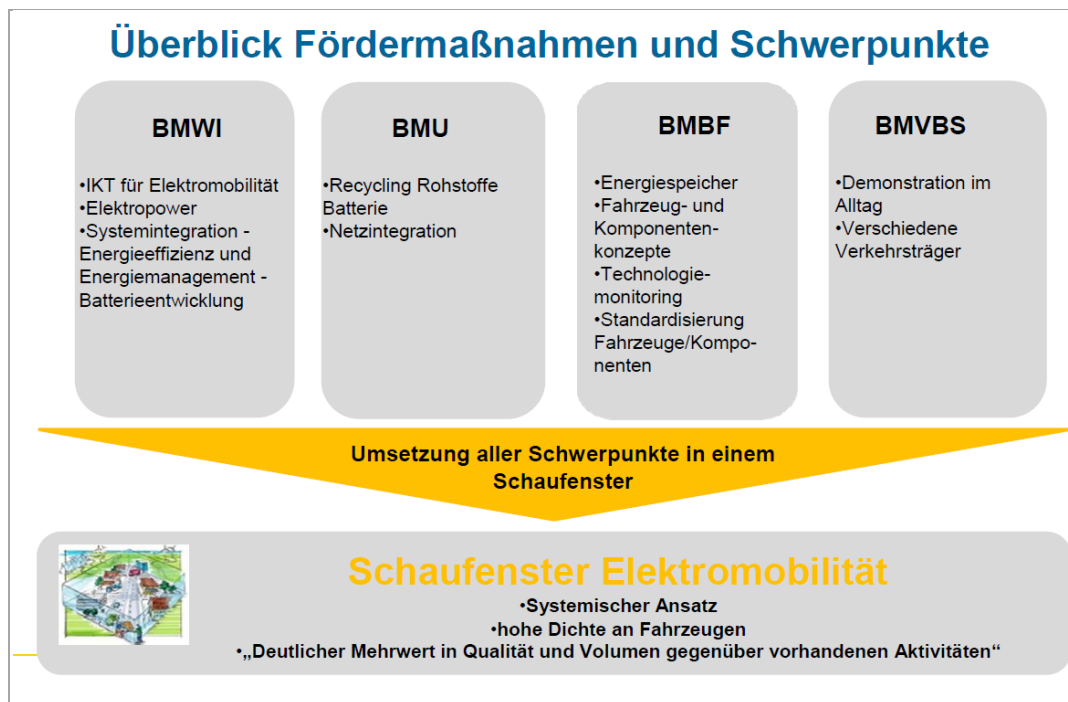 Überblick Fördermaßnahmen und Schwerpunkte
BMWI
•IKT für Elektromobilität
•Elektropower
•Systemintegration -
Energieeffizienz und
Energiemanagement -
Batterieentwicklung
BMU
•Recycling Rohstoffe
Batterie
•Netzintegration
BMBF
•Energiespeicher
•Fahrzeug- und
Komponenten-
konzepte
•Technologie-
monitoring
•Standardisierung
Fahrzeuge/Kompo-
nenten
BMVBS
•Demonstration im
Alltag
•Verschiedene
Verkehrsträger
Umsetzung aller Schwerpunkte in einem
Schaufenster
Schaufenster Elektromobilität
•Systemischer Ansatz
•hohe Dichte an Fahrzeugen
•„Deutlicher Mehrwert in Qualität und Volumen gegenüber vorhandenen Aktivitäten“